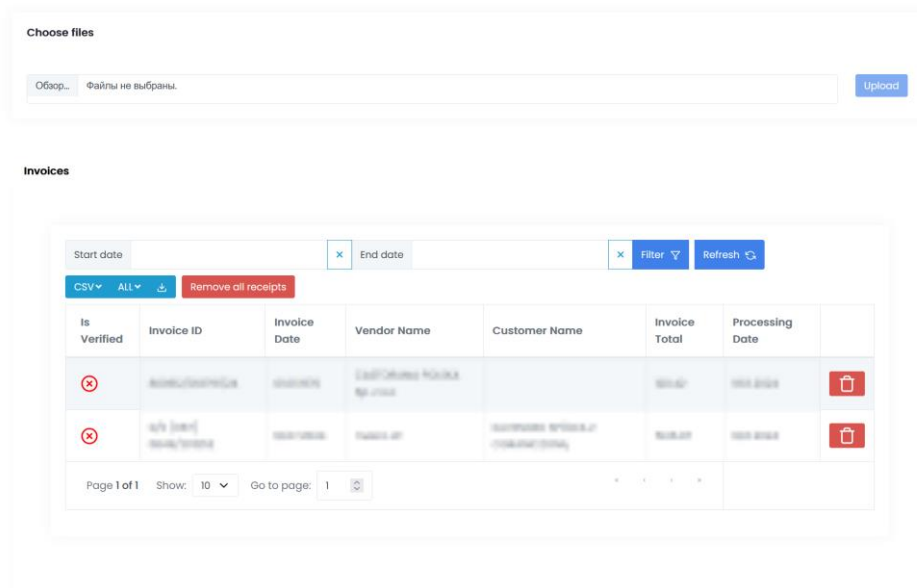 Choose files
Обзор... Файлы не выбраны.
Upload
Invoices
Start date
End date
Filter
Refresh
CSV ALL
Remove all receipts
Is Verified
Invoice ID
Invoice Date
Vendor Name
Customer Name
Invoice Total
Processing Date
Page 1 of 1 Show: 10 Go to page: 1